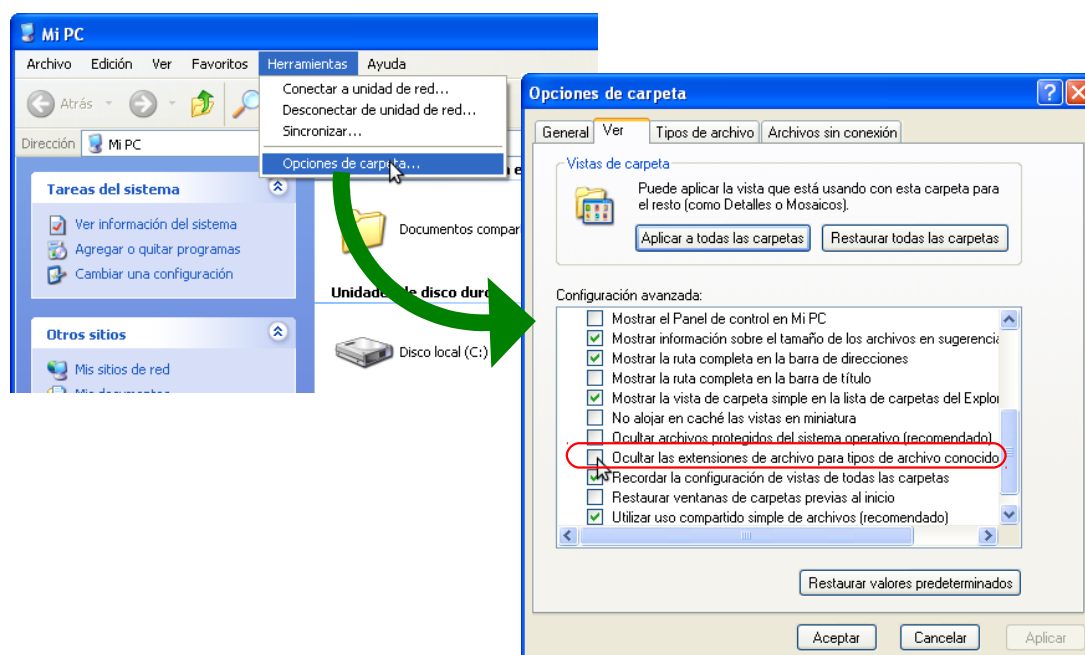 Mi PC
Archivo Edición Ver Favoritos Herramientas Ayuda
Conectar a unidad de red...
Desconectar de unidad de red...
Sincronizar...
Opciones de carpeta...
Atrás
Dirección Mi PC
Tareas del sistema
Ver información del sistema
Agregar o quitar programas
Cambiar una configuración
Otros sitios
Mis sitios de red
Mis documentos
Documentos compar
Unidades de disco duro
Disco local (C:)
Opciones de carpeta
General Ver Tipos de archivo Archivos sin conexión
Vistas de carpeta
Puede aplicar la vista que está usando con esta carpeta para
el resto (como Detalles o Mosaicos).
Aplicar a todas las carpetas Restaurar todas las carpetas
Configuración avanzada:
Mostrar el Panel de control en Mi PC
Mostrar información sobre el tamaño de los archivos en sugerencia
Mostrar la ruta completa en la barra de direcciones
Mostrar la ruta completa en la barra de título
Mostrar la vista de carpeta simple en la lista de carpetas del Explor
No alojar en caché las vistas en miniatura
Ocultar archivos protegidos del sistema operativo (recomendado)
Ocultar las extensiones de archivo para tipos de archivo conocido
Recordar la configuración de vistas de todas las carpetas
Restaurar ventanas de carpetas previas al inicio
Utilizar uso compartido simple de archivos (recomendado)
Restaurar valores predeterminados
Aceptar Cancelar Aplicar